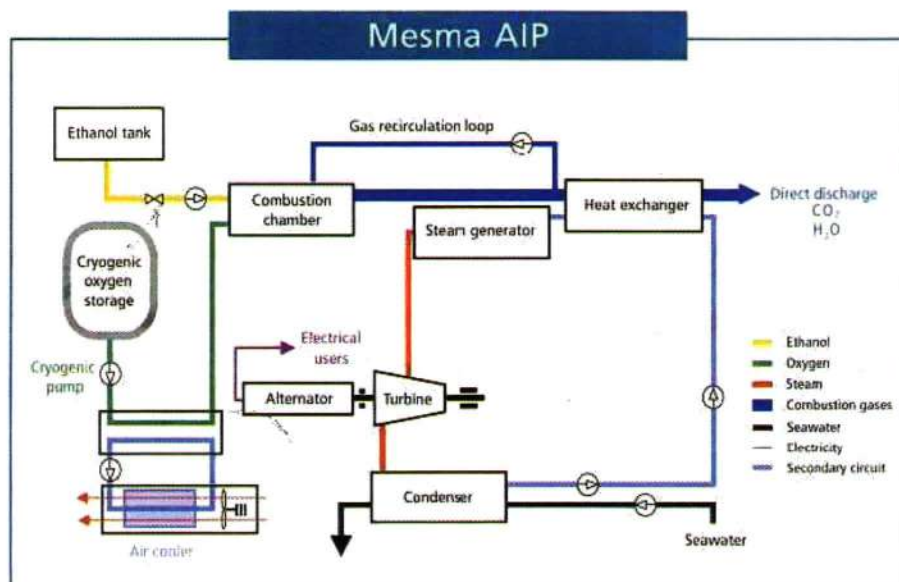 Mesma AIP
Ethanol tank
Gas recirculation loop
Combustion
chamber
Heat exchanger
Direct discharge
CO₂
H₂O
Steam generator
Cryogenic
oxygen
storage
Cryogenic
pump
Electrical
users
Alternator
Turbine
Ethanol
Oxygen
Steam
Combustion gases
Seawater
Electricity
Secondary circuit
Condenser
Air cooler
Seawater